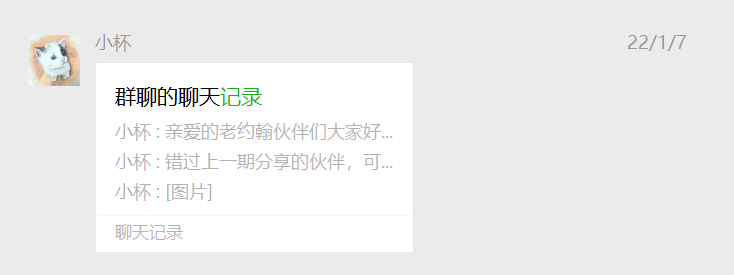 小杯
22/1/7
群聊的聊天记录
小杯 : 亲爱的老约翰伙伴们大家好...
小杯 : 错过上一期分享的伙伴，可...
小杯 : [图片]
聊天记录